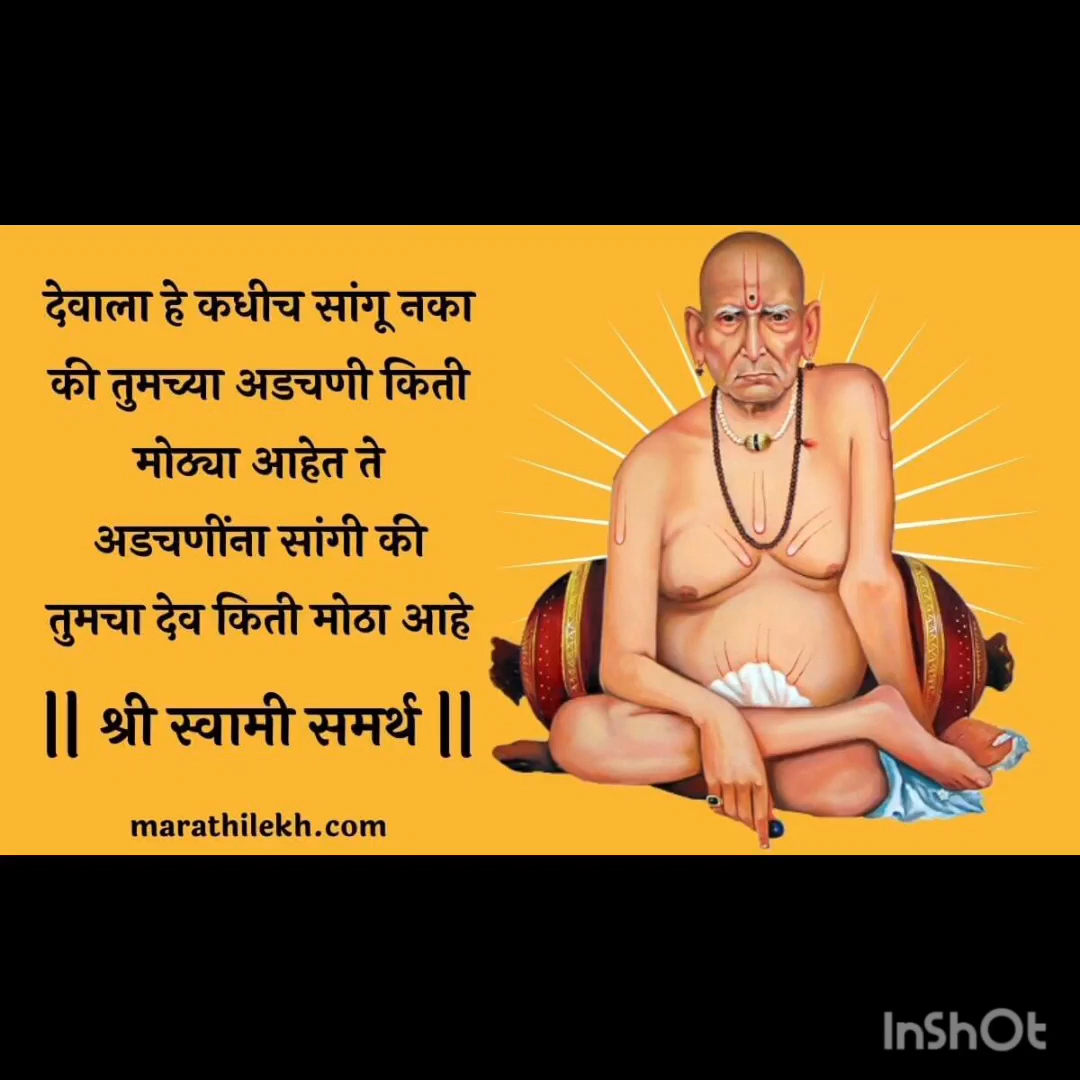 देवाला हे कधीच सांगू नका
की तुमच्या अडचणी किती
मोठ्या आहेत ते
अडचणींना सांगी की
तुमचा देव किती मोठा आहे
|| श्री स्वामी समर्थ ||
marathilekh.com
InShOt